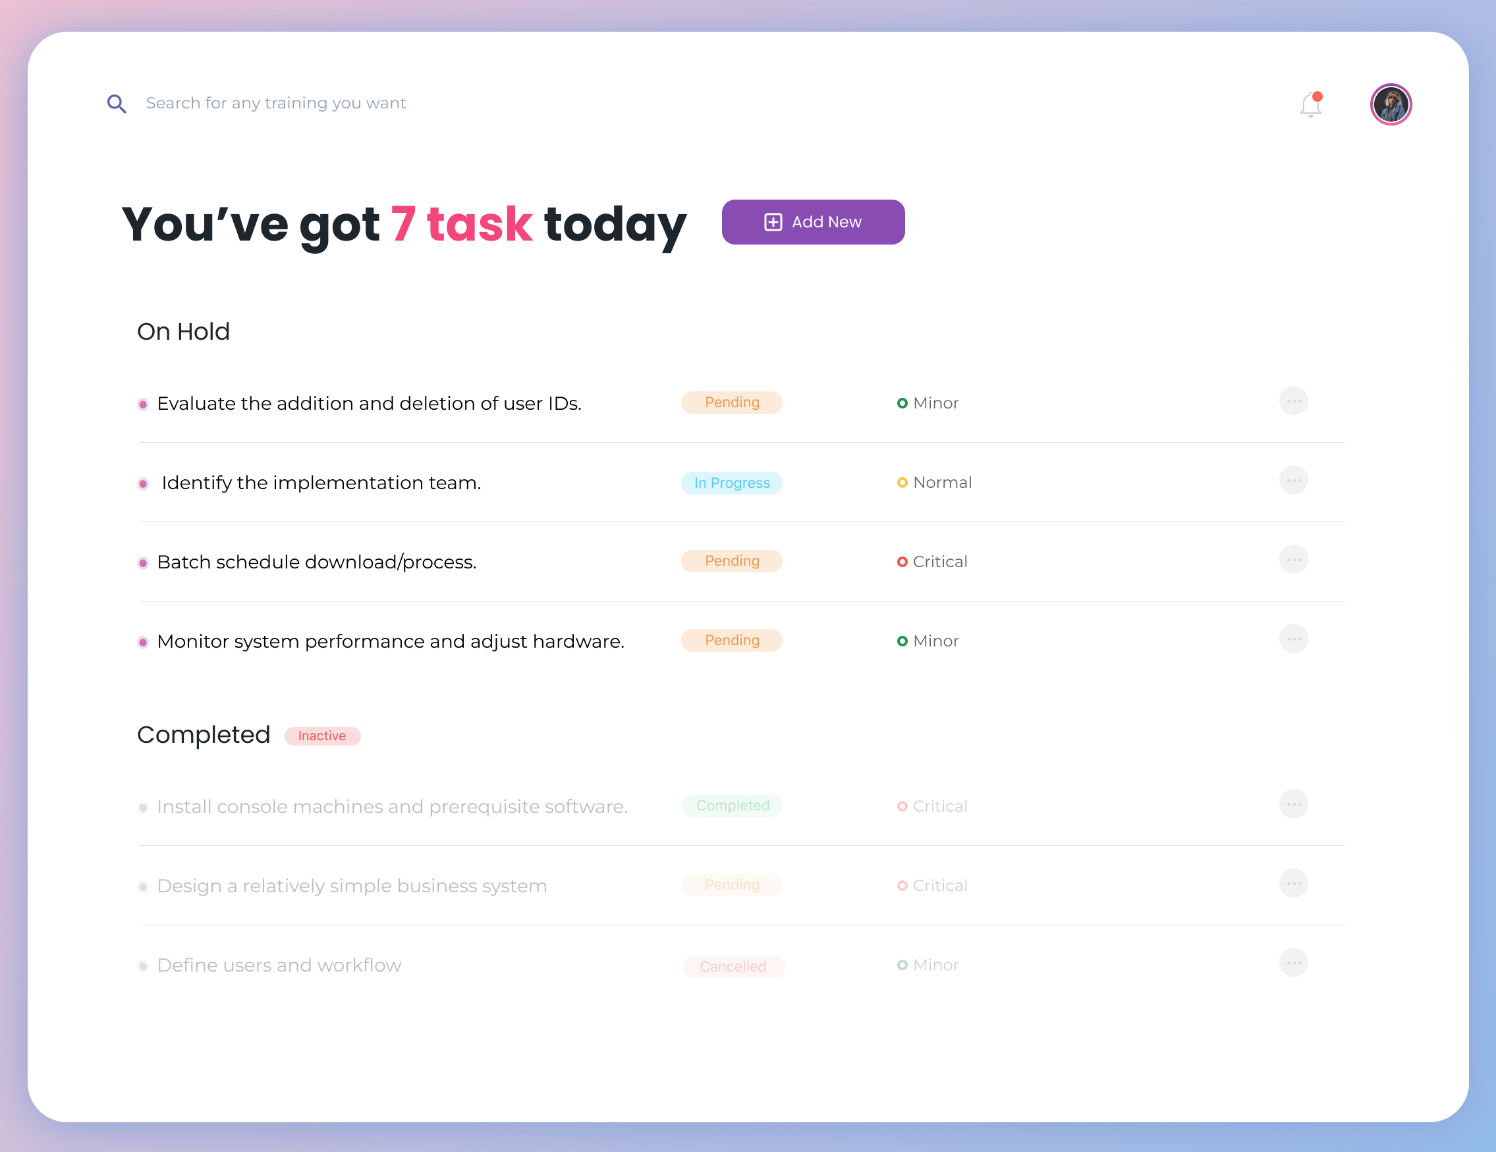 Search for any training you want
You’ve got 7 task today
Add New
On Hold
Evaluate the addition and deletion of user IDs. Pending Minor
Identify the implementation team. In Progress Normal
Batch schedule download/process. Pending Critical
Monitor system performance and adjust hardware. Pending Minor
Completed Inactive
Install console machines and prerequisite software. Completed Critical
Design a relatively simple business system Pending Critical
Define users and workflow Cancelled Minor